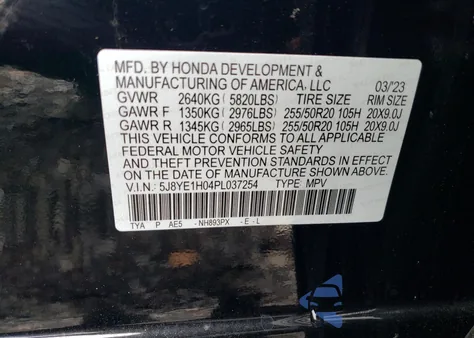 MFD. BY HONDA DEVELOPMENT &
MANUFACTURING OF AMERICA, LLC 03/23
GVWR 2640KG ( 5820LBS) TIRE SIZE RIM SIZE
GAWR F 1350KG ( 2976LBS) 255/50R20 105H 20X9.0J
GAWR R 1345KG ( 2965LBS) 255/50R20 105H 20X9.0J
THIS VEHICLE CONFORMS TO ALL APPLICABLE
FEDERAL MOTOR VEHICLE SAFETY
AND THEFT PREVENTION STANDARDS IN EFFECT
ON THE DATE OF MANUFACTURE SHOWN ABOVE.
V.I.N.: 5J8YE1H04PL037254 TYPE: MPV
TYA P AE5 -NH893PX -E-L